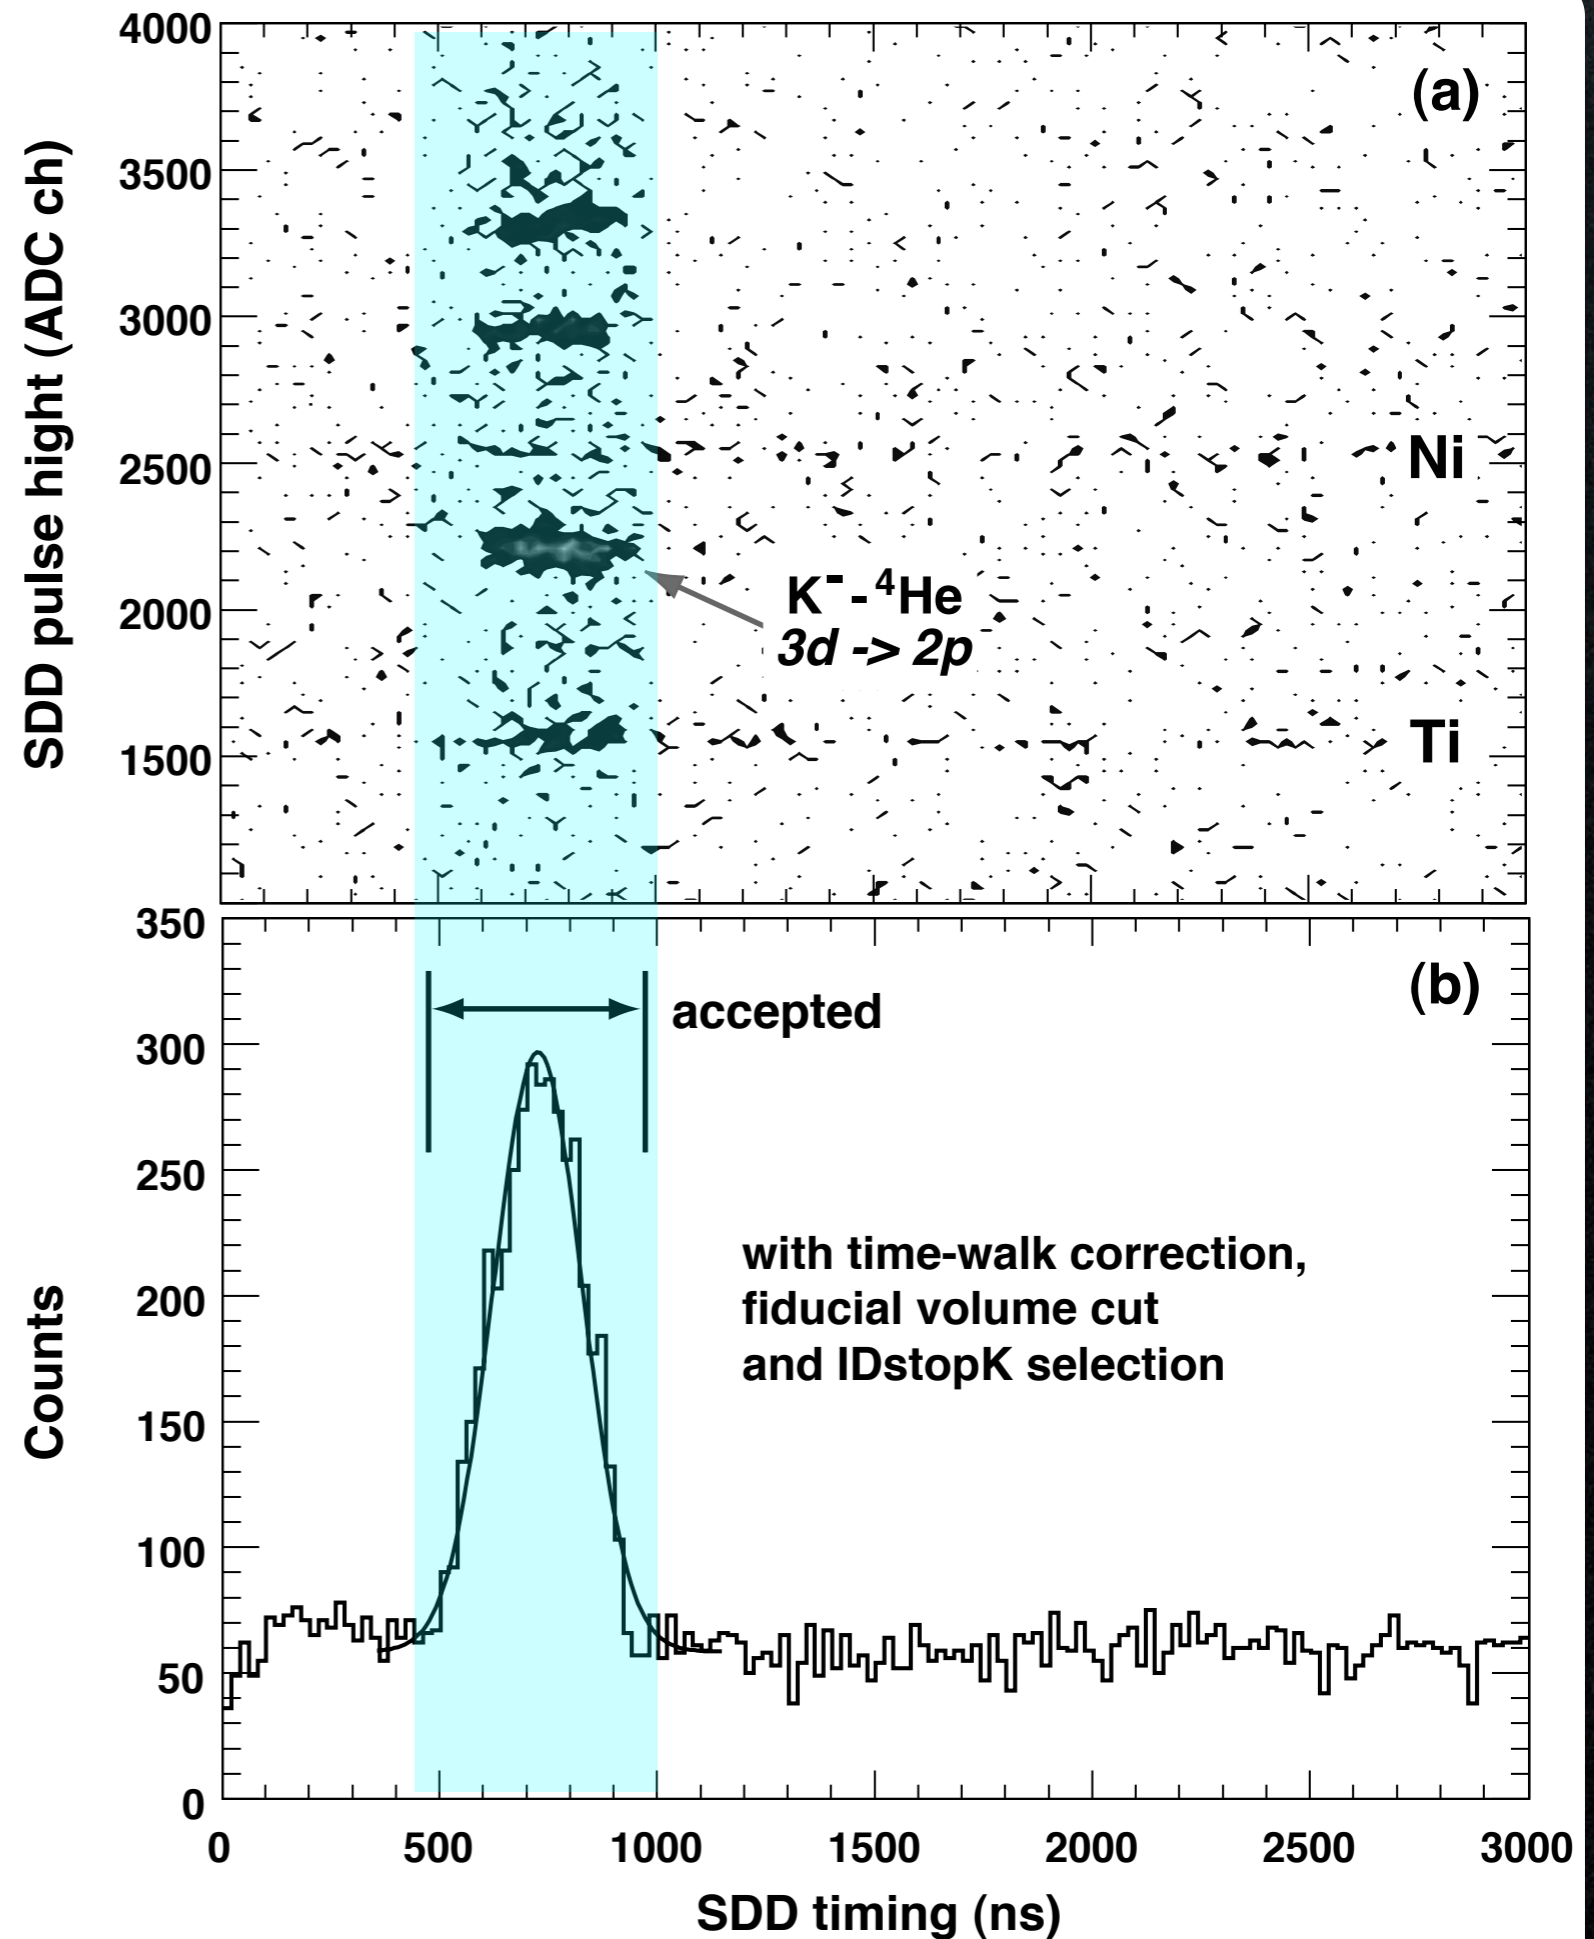 4000
(a)
3500
3000
2500
Ni
2000
K⁻-⁴He
3d -> 2p
1500
Ti
SDD pulse hight (ADC ch)
350
(b)
accepted
300
250
with time-walk correction,
200
fiducial volume cut
and IDstopK selection
150
100
50
0
Counts
0 500 1000 1500 2000 2500 3000
SDD timing (ns)